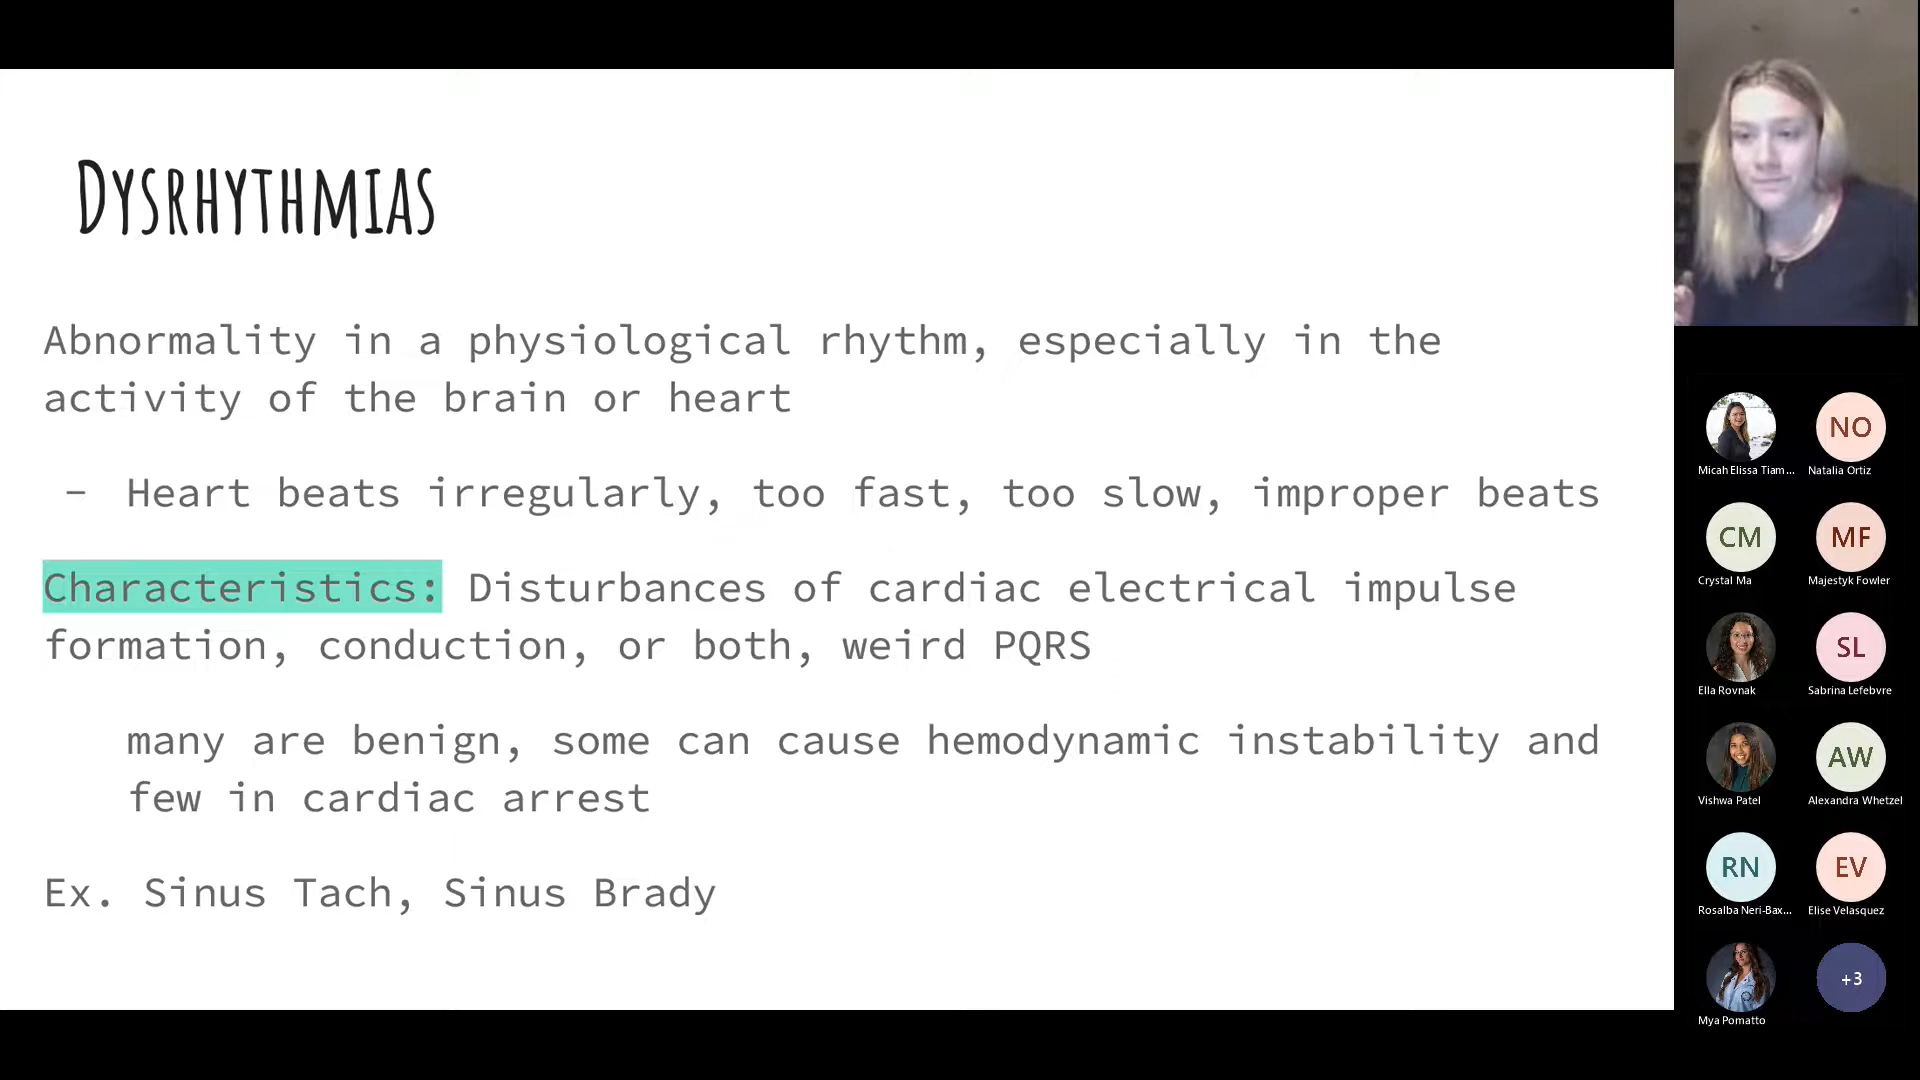 Dysrhythmias
Abnormality in a physiological rhythm, especially in the
activity of the brain or heart
- Heart beats irregularly, too fast, too slow, improper beats
Characteristics: Disturbances of cardiac electrical impulse
formation, conduction, or both, weird PQRS
many are benign, some can cause hemodynamic instability and
few in cardiac arrest
Ex. Sinus Tach, Sinus Brady
NO
Micah Elissa Tiam... Natalia Ortiz
CM MF
Crystal Ma Majestyk Fowler
SL
Ella Rovnak Sabrina Lefebvre
AW
Vishwa Patel Alexandra Whetzel
RN EV
Rosalba Neri-Bax... Elise Velasquez
+3
Mya Pomatto